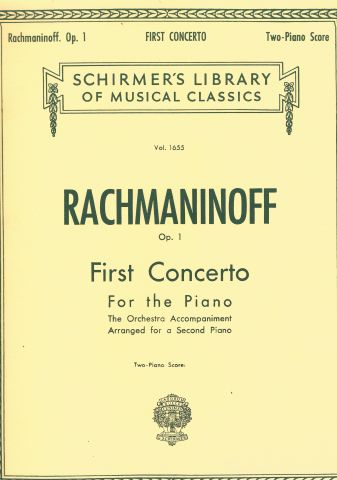 Rachmaninoff. Op. 1 FIRST CONCERTO Two-Piano Score
SCHIRMER'S LIBRARY
OF MUSICAL CLASSICS
Vol. 1655
RACHMANINOFF
Op. 1
First Concerto
For the Piano
The Orchestra Accompaniment
Arranged for a Second Piano
Two-Piano Score:
G. SCHIRMER